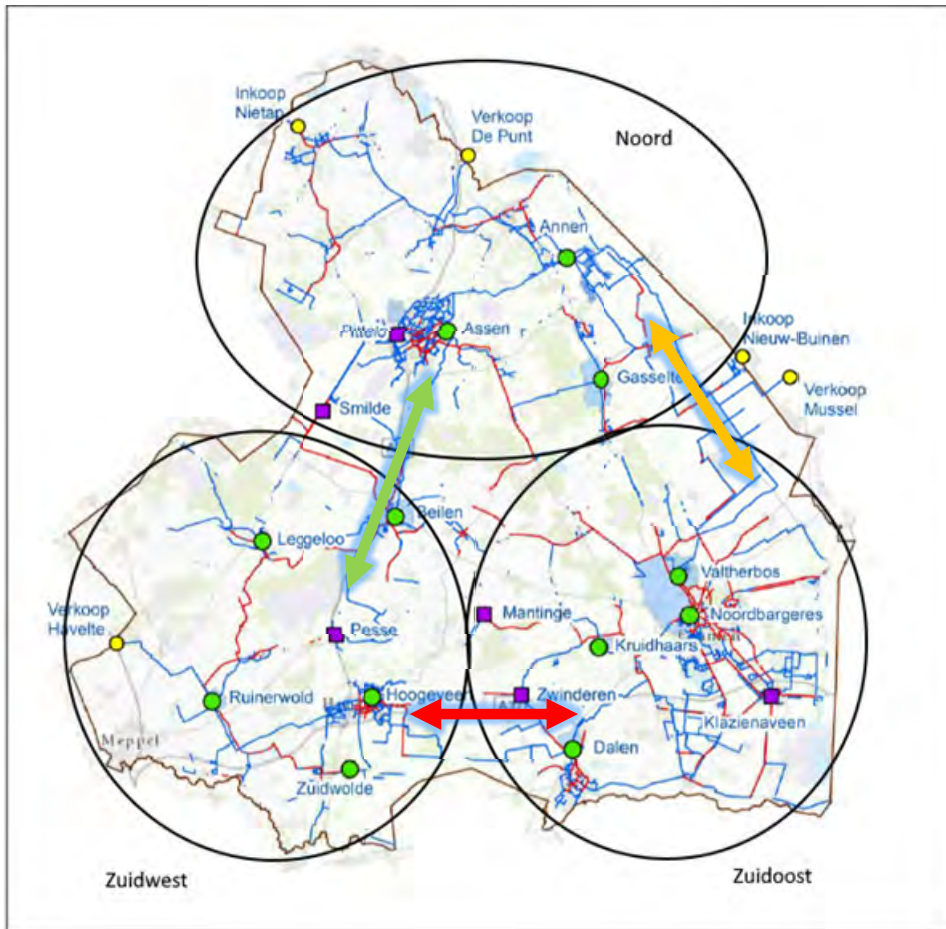 Inkoop
Nietap
Verkoop
De Punt
Noord
Annen
Pittelo
Assen
Inkoop
Nieuw-Buinen
Gasselte
Verkoop
Mussel
Smilde
Beilen
Leggeloo
Valtherbos
Verkoop
Havelte
Mantinge
Noordbargeres
Pesse
Kruidhaars
Ruinerwold
Hoogeveen
Zwinderen
Klazienaveen
Meppel
Dalen
Zuidwolde
Zuidwest
Zuidoost